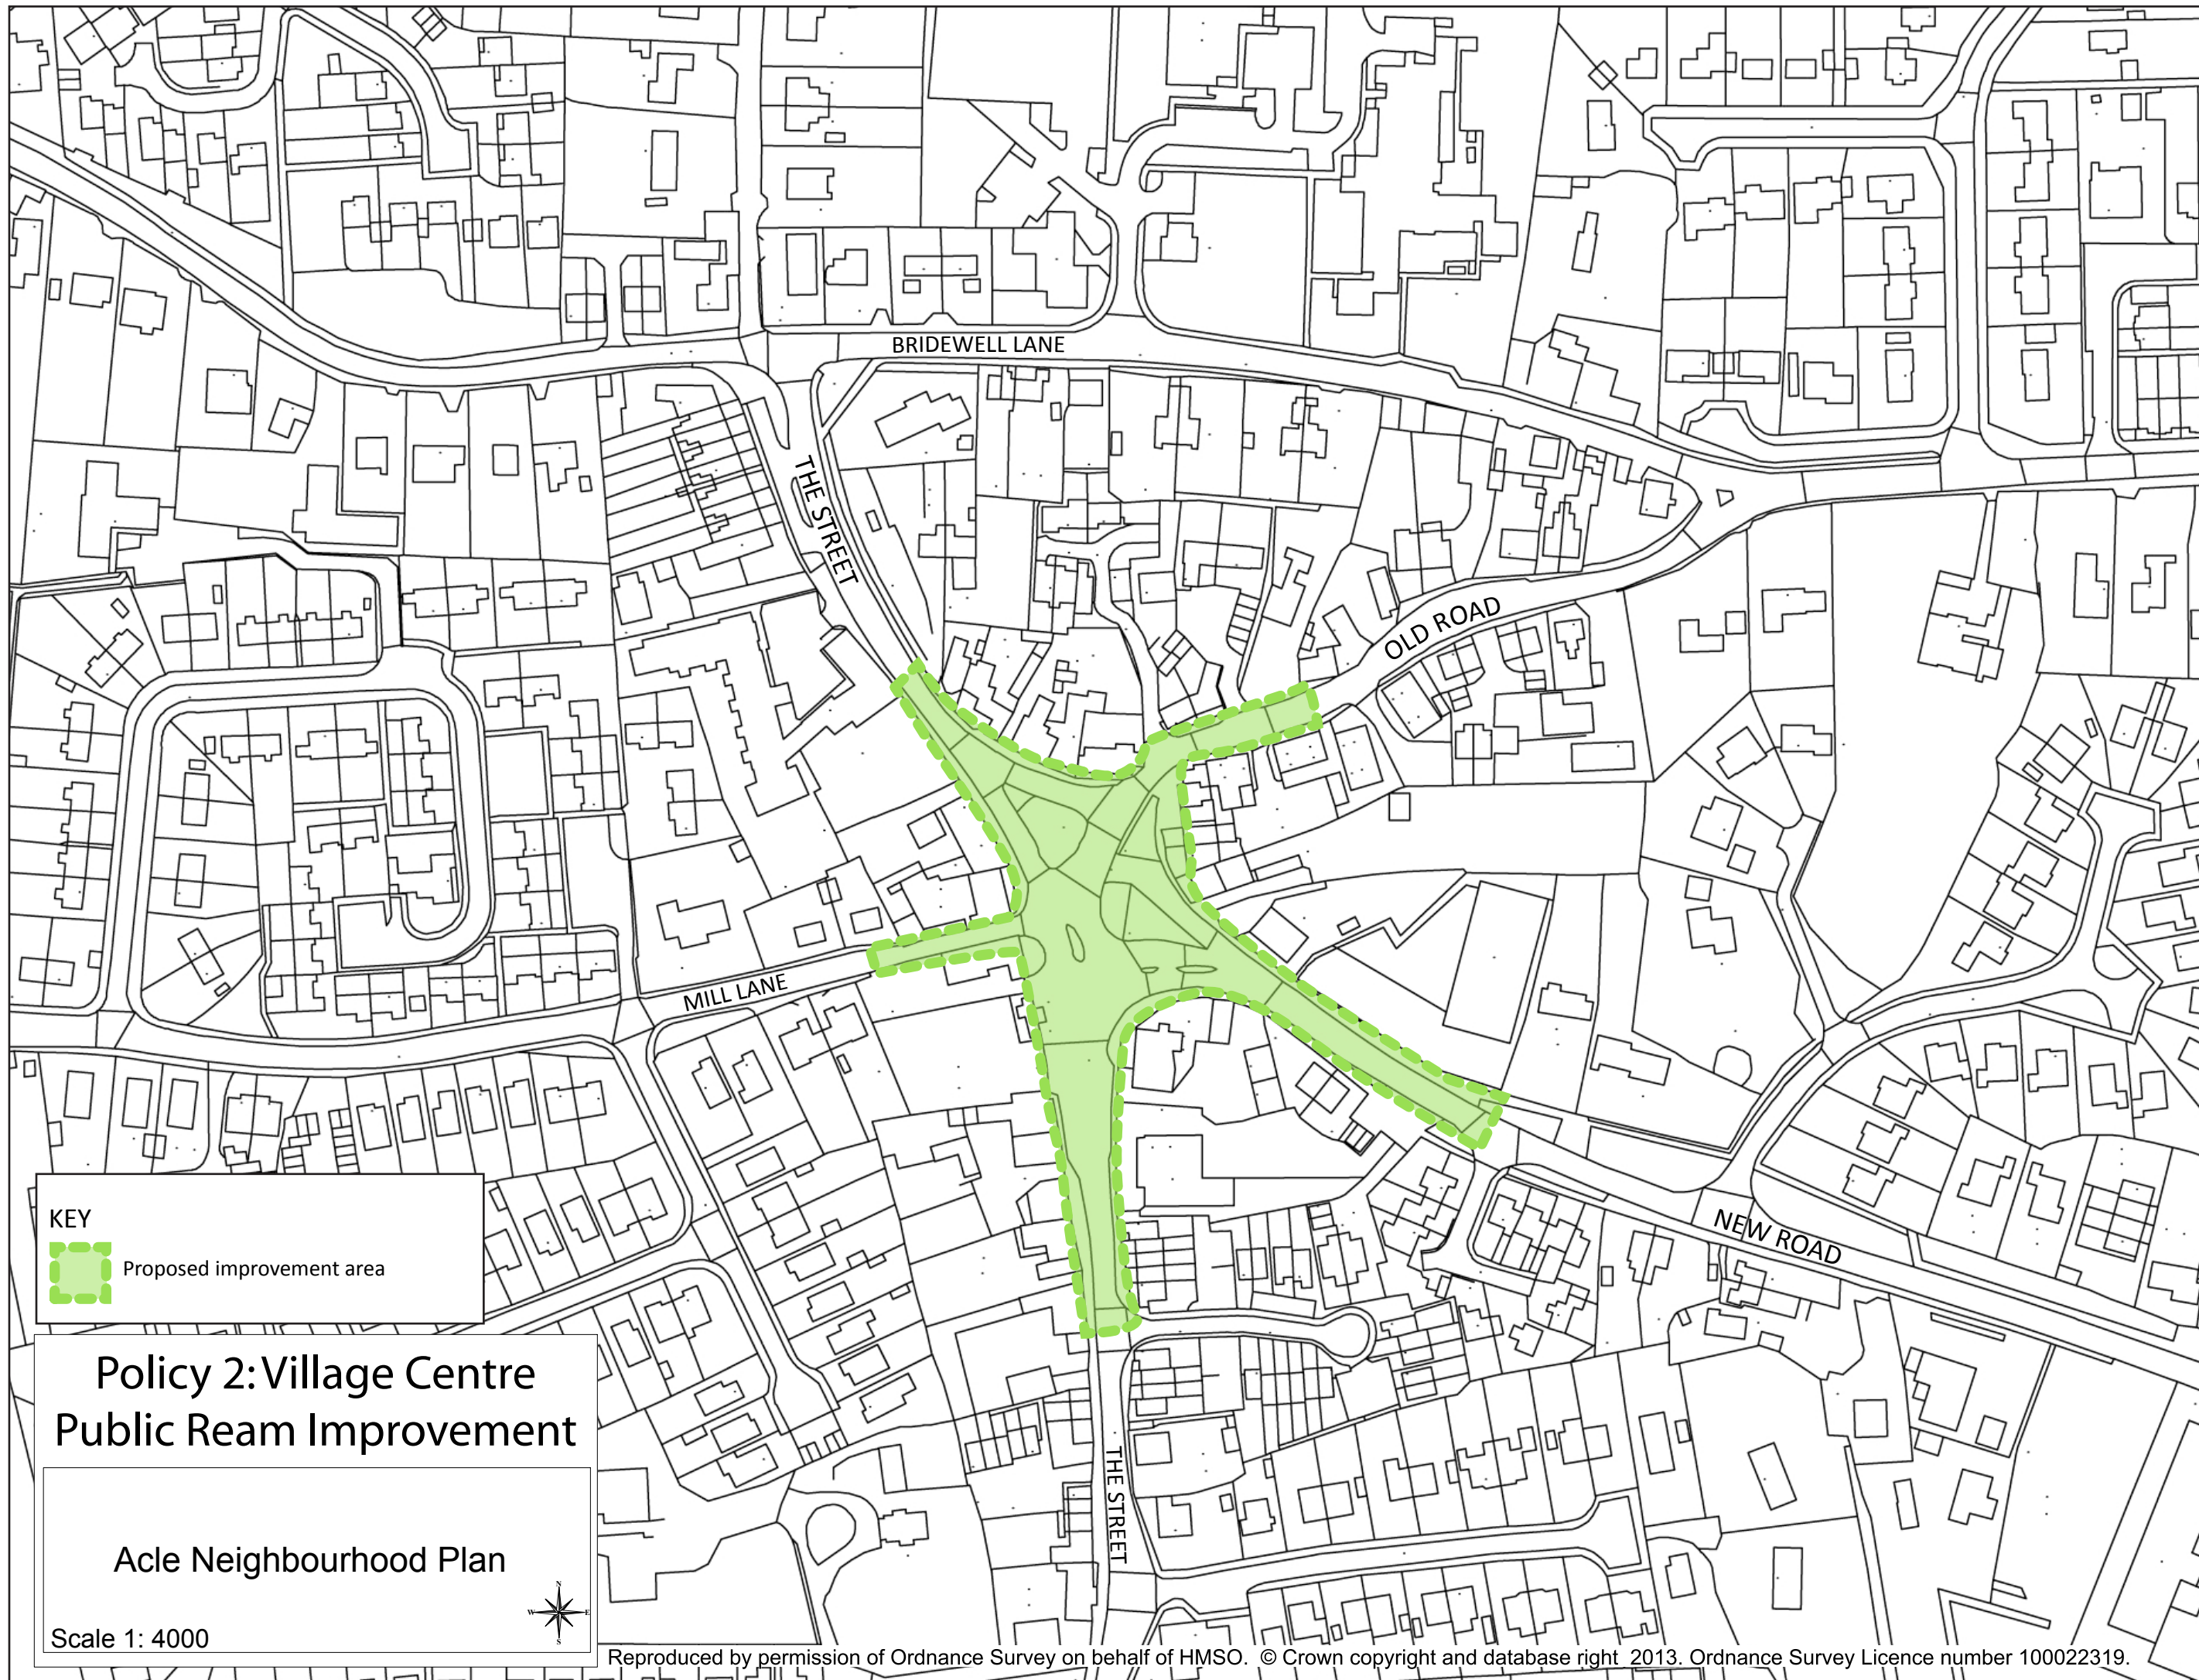 BRIDEWELL LANE
THE STREET
OLD ROAD
MILL LANE
NEW ROAD
THE STREET
KEY
Proposed improvement area
Policy 2: Village Centre
Public Ream Improvement
Acle Neighbourhood Plan
N
W E
S
Scale 1: 4000
Reproduced by permission of Ordnance Survey on behalf of HMSO. © Crown copyright and database right 2013. Ordnance Survey Licence number 100022319.